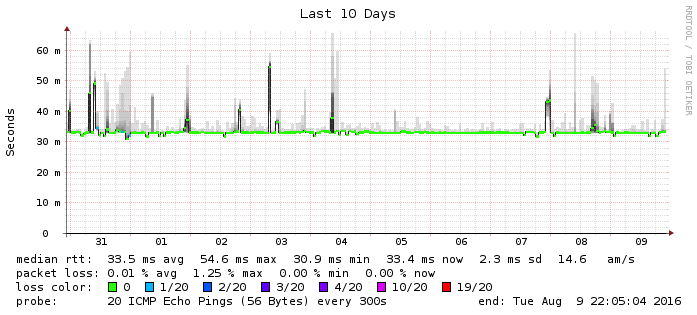 Last 10 Days
RRDTOOL / TOBI OETIKER
Seconds
60 m
50 m
40 m
30 m
20 m
10 m
0
31 01 02 03 04 05 06 07 08 09
median rtt: 33.5 ms avg 54.6 ms max 30.9 ms min 33.4 ms now 2.3 ms sd 14.6 am/s
packet loss: 0.01 % avg 1.25 % max 0.00 % min 0.00 % now
loss color: 0 1/20 2/20 3/20 4/20 10/20 19/20
probe: 20 ICMP Echo Pings (56 Bytes) every 300s end: Tue Aug 9 22:05:04 2016